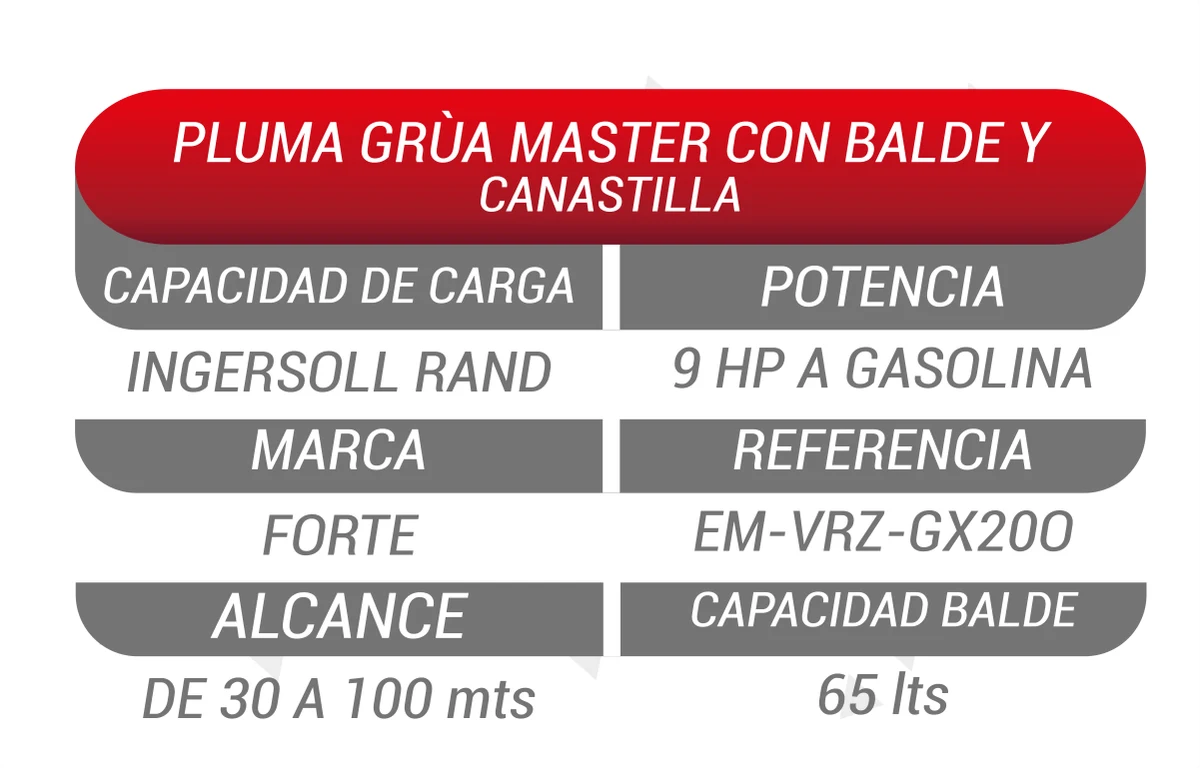 PLUMA GRÙA MASTER CON BALDE Y
CANASTILLA
CAPACIDAD DE CARGA
POTENCIA
INGERSOLL RAND
9 HP A GASOLINA
MARCA
REFERENCIA
FORTE
EM-VRZ-GX20O
ALCANCE
CAPACIDAD BALDE
DE 30 A 100 mts
65 lts